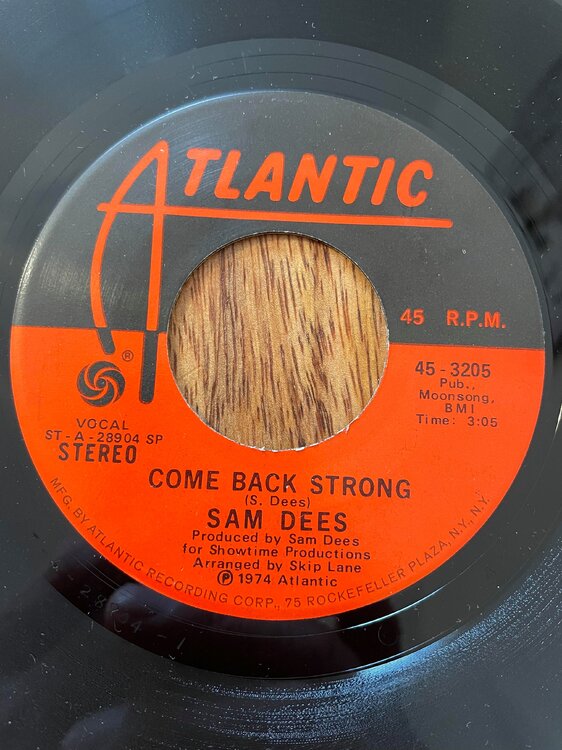 ATLANTIC
45 R.P.M.
®
45-3205
Pub.,
Moonsong,
BMI
Time: 3:05
VOCAL
ST-A-28904 SP
STEREO
COME BACK STRONG
(S. Dees)
SAM DEES
Produced by Sam Dees
for Showtime Productions
Arranged by Skip Lane
℗ 1974 Atlantic
MFG. BY ATLANTIC RECORDING CORP., 75 ROCKEFELLER PLAZA, N.Y., N.Y.